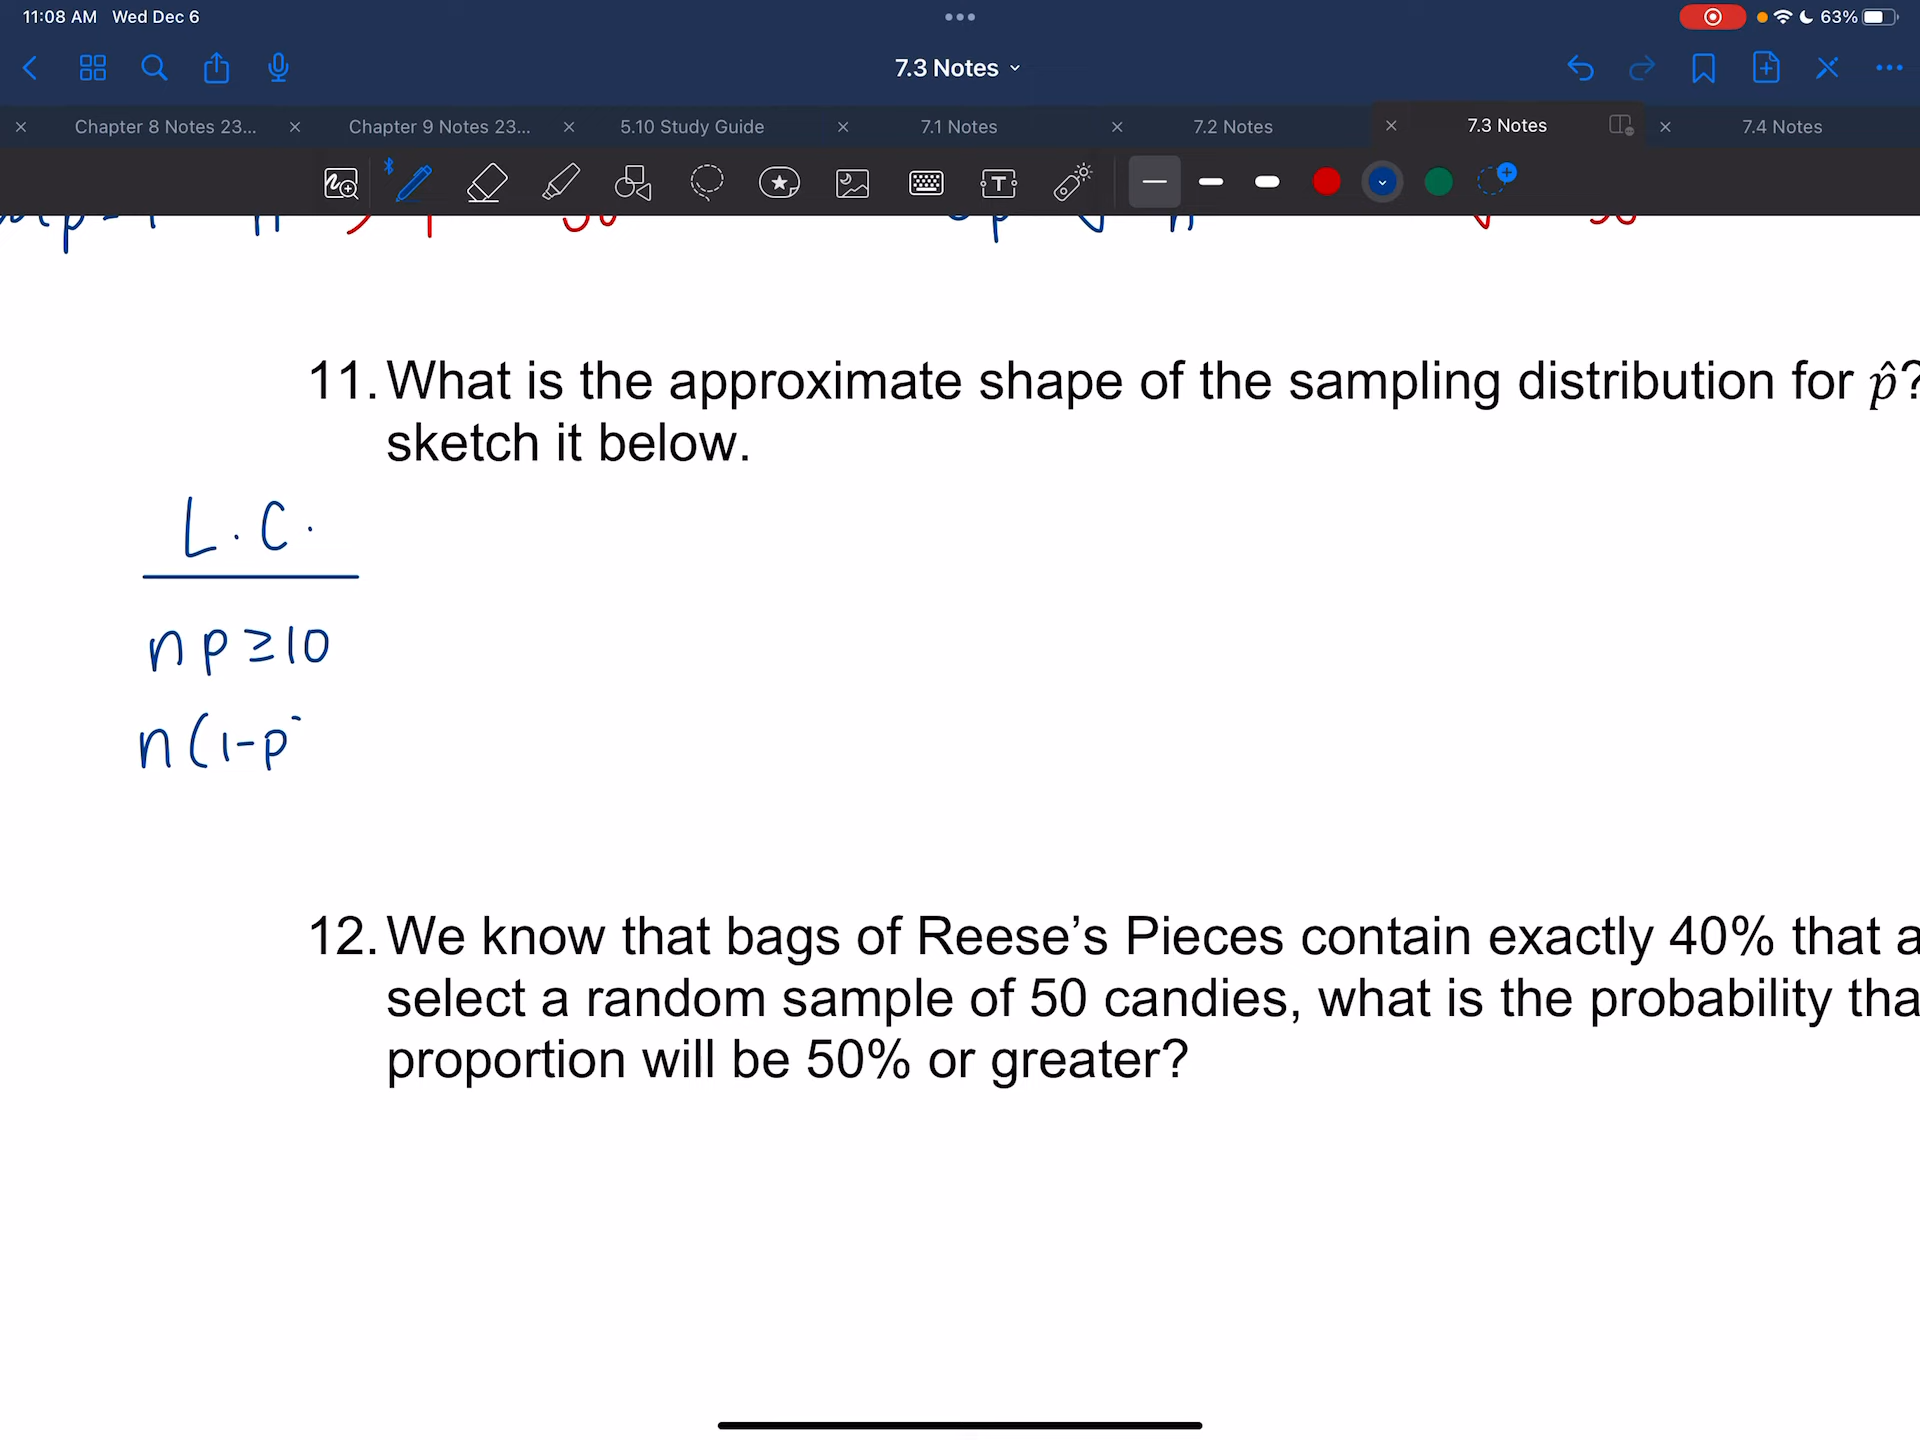 11:08 AM Wed Dec 6
63%
7.3 Notes
Chapter 8 Notes 23... Chapter 9 Notes 23... 5.10 Study Guide 7.1 Notes 7.2 Notes 7.3 Notes 7.4 Notes
11. What is the approximate shape of the sampling distribution for p̂?
sketch it below.
L.C.
np≥10
n(1-p
12. We know that bags of Reese’s Pieces contain exactly 40% that a
select a random sample of 50 candies, what is the probability tha
proportion will be 50% or greater?